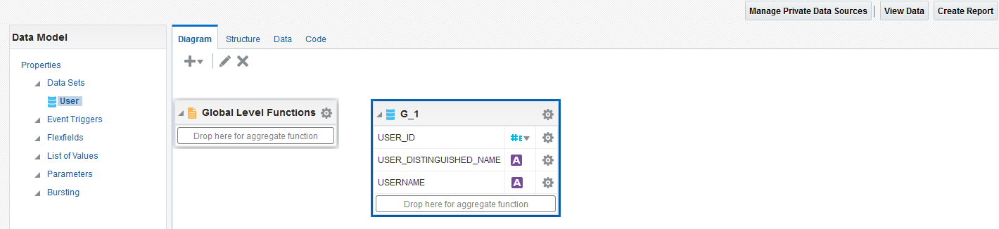 Manage Private Data Sources
View Data
Create Report
Data Model
Properties
Data Sets
User
Event Triggers
Flexfields
List of Values
Parameters
Bursting
Diagram
Structure
Data
Code
Global Level Functions
Drop here for aggregate function
G_1
USER_ID
#E
USER_DISTINGUISHED_NAME
A
USERNAME
A
Drop here for aggregate function